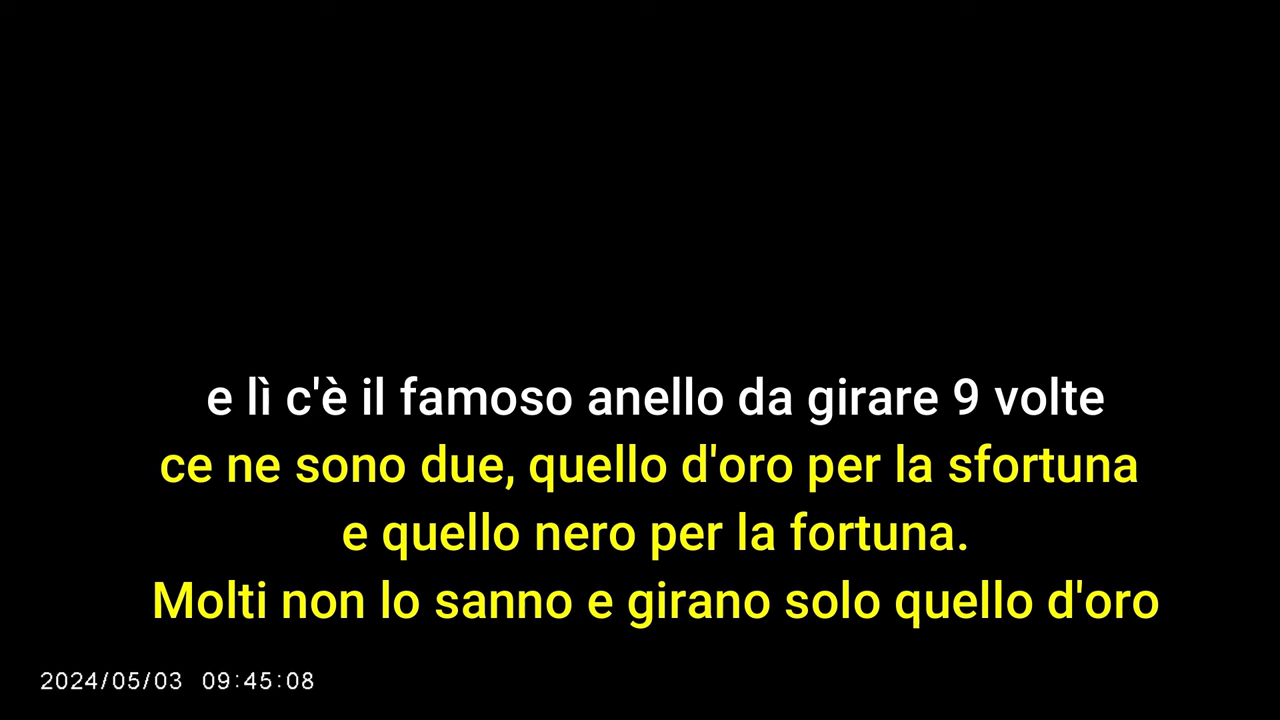 e lì c'è il famoso anello da girare 9 volte
ce ne sono due, quello d'oro per la sfortuna
e quello nero per la fortuna.
Molti non lo sanno e girano solo quello d'oro
2024/05/03 09:45:08